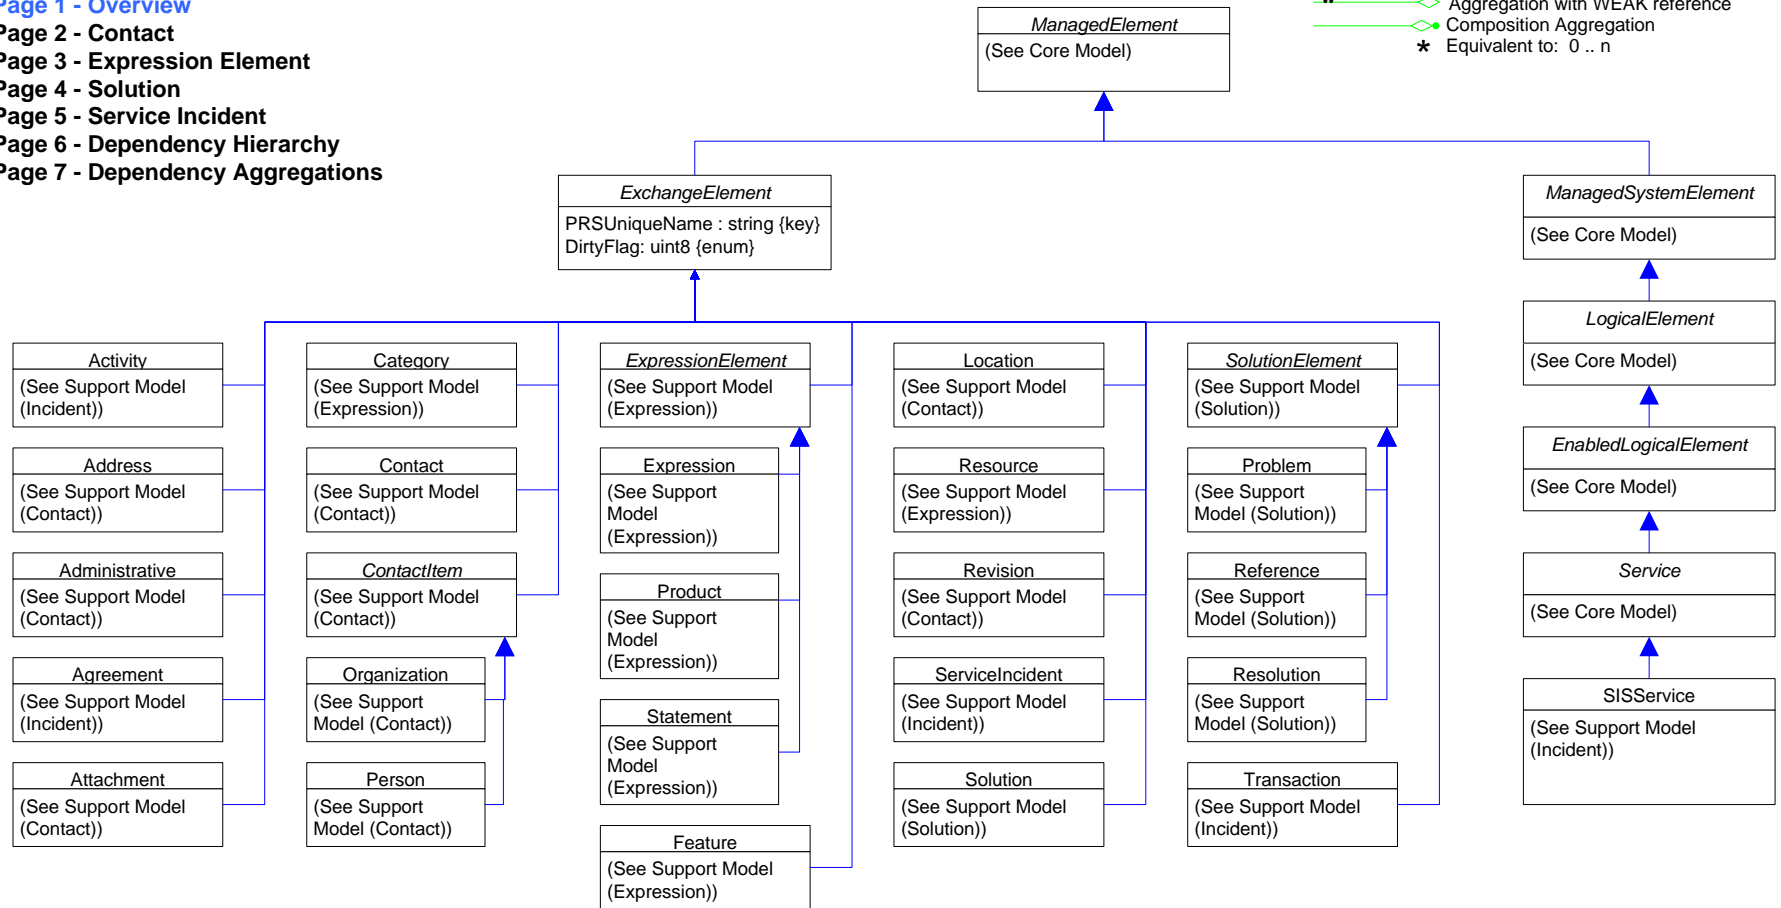 Page 1 - Overview
Page 2 - Contact
Page 3 - Expression Element
Page 4 - Solution
Page 5 - Service Incident
Page 6 - Dependency Hierarchy
Page 7 - Dependency Aggregations
* Aggregation with WEAK reference
Composition Aggregation
* Equivalent to: 0 .. n
ManagedElement
(See Core Model)
ExchangeElement
PRSUniqueName : string {key}
DirtyFlag: uint8 {enum}
ManagedSystemElement
(See Core Model)
LogicalElement
(See Core Model)
EnabledLogicalElement
(See Core Model)
Service
(See Core Model)
SISService
(See Support Model
(Incident))
Activity
(See Support Model
(Incident))
Address
(See Support Model
(Contact))
Administrative
(See Support Model
(Contact))
Agreement
(See Support Model
(Incident))
Attachment
(See Support Model
(Contact))
Category
(See Support Model
(Expression))
Contact
(See Support Model
(Contact))
ContactItem
(See Support Model
(Contact))
Organization
(See Support
Model (Contact))
Person
(See Support
Model (Contact))
ExpressionElement
(See Support Model
(Expression))
Expression
(See Support
Model
(Expression))
Product
(See Support
Model
(Expression))
Statement
(See Support
Model
(Expression))
Feature
(See Support Model
(Expression))
Location
(See Support Model
(Contact))
Resource
(See Support Model
(Expression))
Revision
(See Support Model
(Contact))
ServiceIncident
(See Support Model
(Incident))
Solution
(See Support Model
(Solution))
SolutionElement
(See Support Model
(Solution))
Problem
(See Support
Model (Solution))
Reference
(See Support
Model (Solution))
Resolution
(See Support
Model (Solution))
Transaction
(See Support Model
(Incident))